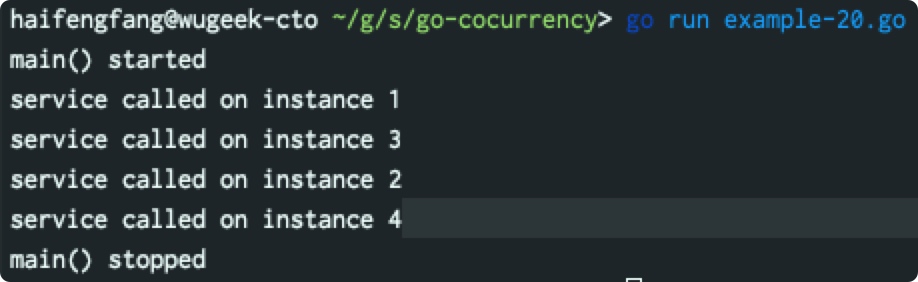 haifengfang@wugeek-cto ~/g/s/go-cocurrency> go run example-20.go
main() started
service called on instance 1
service called on instance 3
service called on instance 2
service called on instance 4
main() stopped